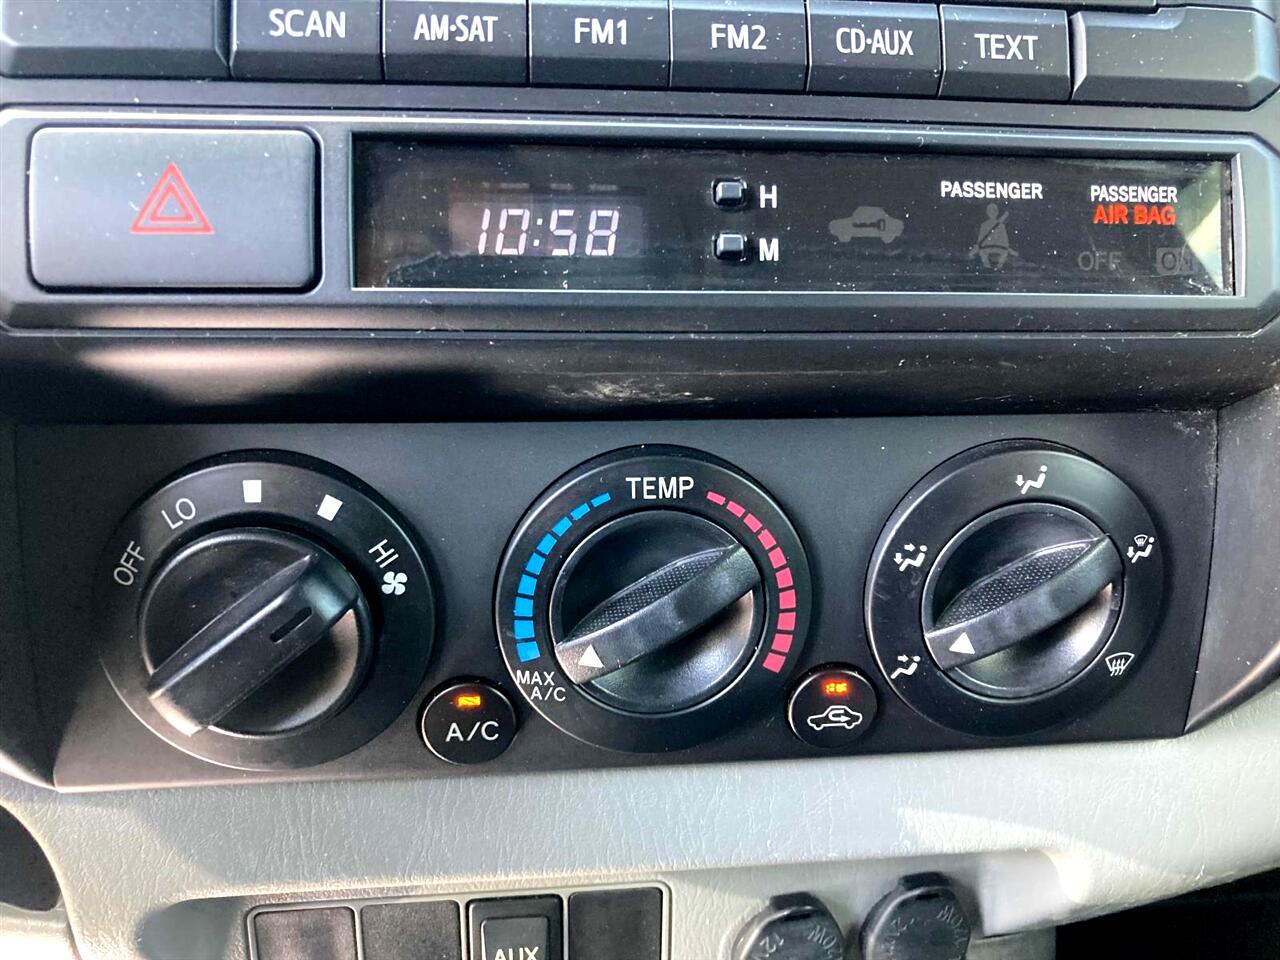 SCAN AM·SAT FM1 FM2 CD·AUX TEXT
10:58
H
M
PASSENGER
PASSENGER
AIR BAG
OFF
OFF LO HI
TEMP
MAX
A/C
A/C
AUX